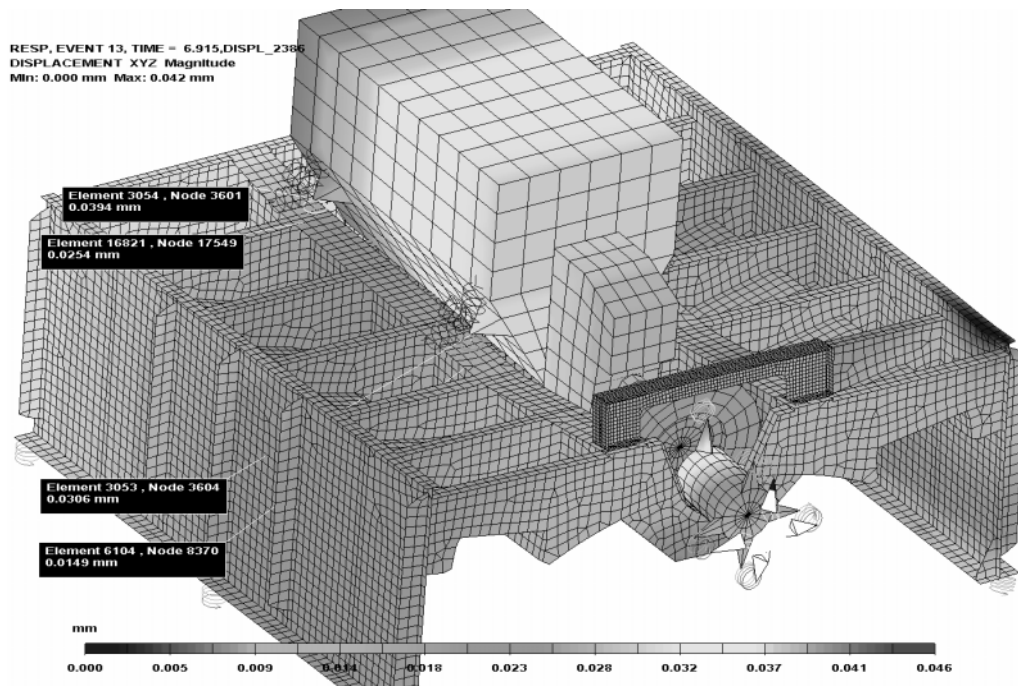 RESP, EVENT 13, TIME = 6.915,DISPL_2386
DISPLACEMENT XYZ Magnitude
Min: 0.000 mm Max: 0.042 mm
Element 3054 , Node 3601
0.0394 mm
Element 16821 , Node 17549
0.0254 mm
Element 3053 , Node 3604
0.0306 mm
Element 6104 , Node 8370
0.0149 mm
mm
0.000 0.005 0.009 0.014 0.018 0.023 0.028 0.032 0.037 0.041 0.046